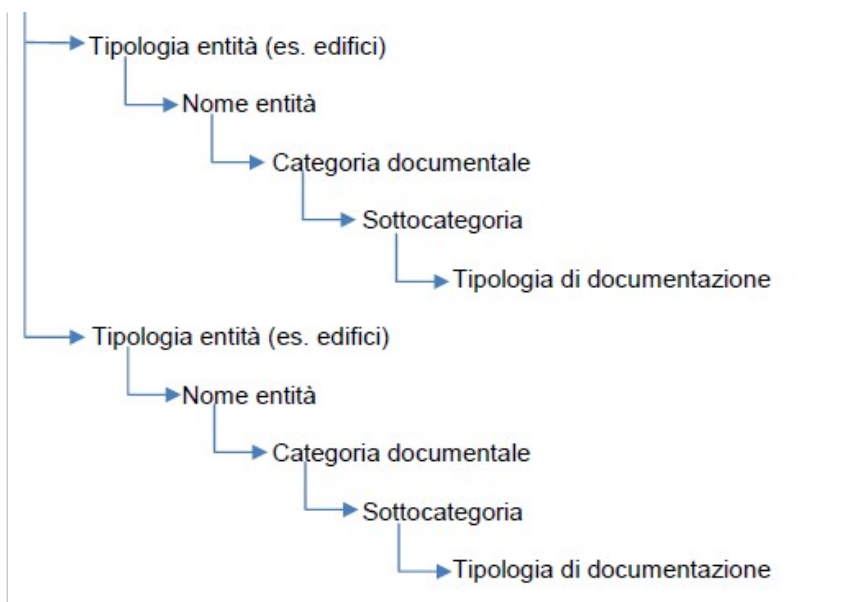 Tipologia entità (es. edifici)
Nome entità
Categoria documentale
Sottocategoria
Tipologia di documentazione
Tipologia entità (es. edifici)
Nome entità
Categoria documentale
Sottocategoria
Tipologia di documentazione